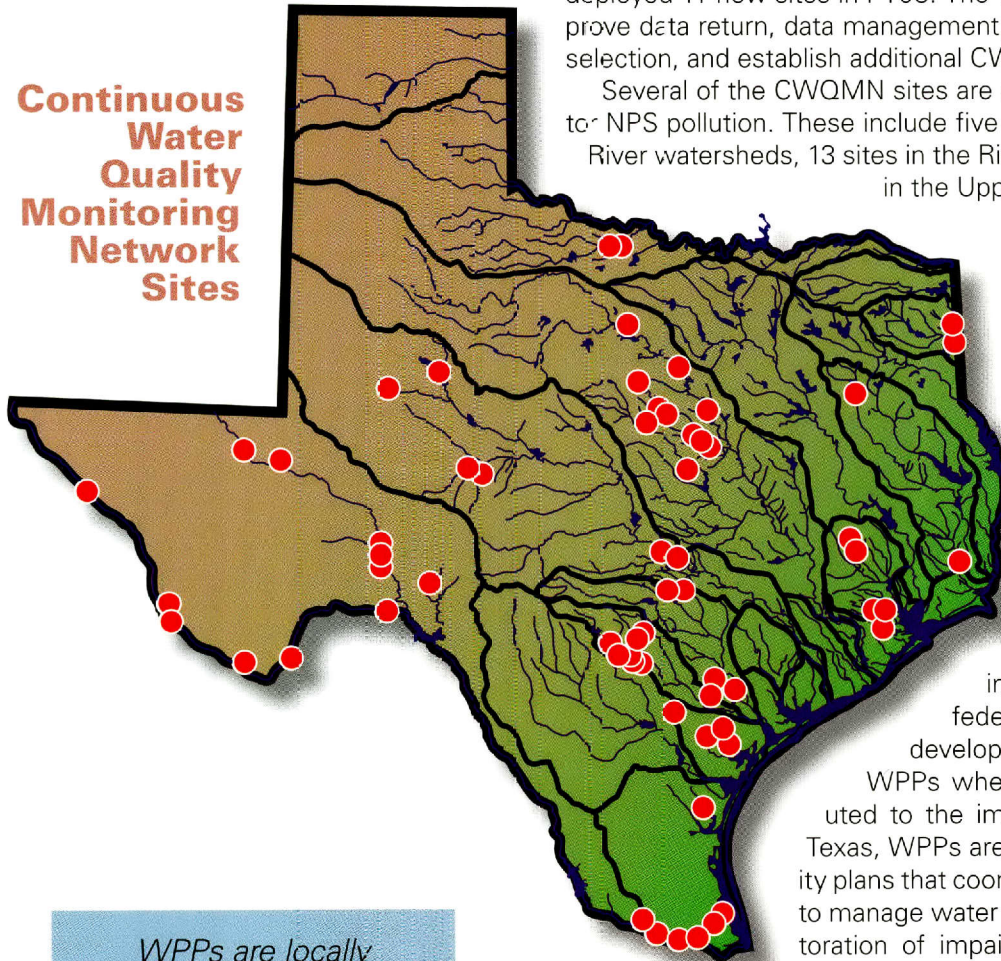 prove data return, data management
selection, and establish additional CW
Several of the CWQMN sites are
NPS pollution. These include five
River watersheds, 13 sites in the Ri
in the Upp
Continuous
Water
Quality
Monitoring
Network
Sites
in
fede
develop
WPPs whe
uted to the im
Texas, WPPs are
ity plans that coor
to manage water
toration of impai
WPPs are locally